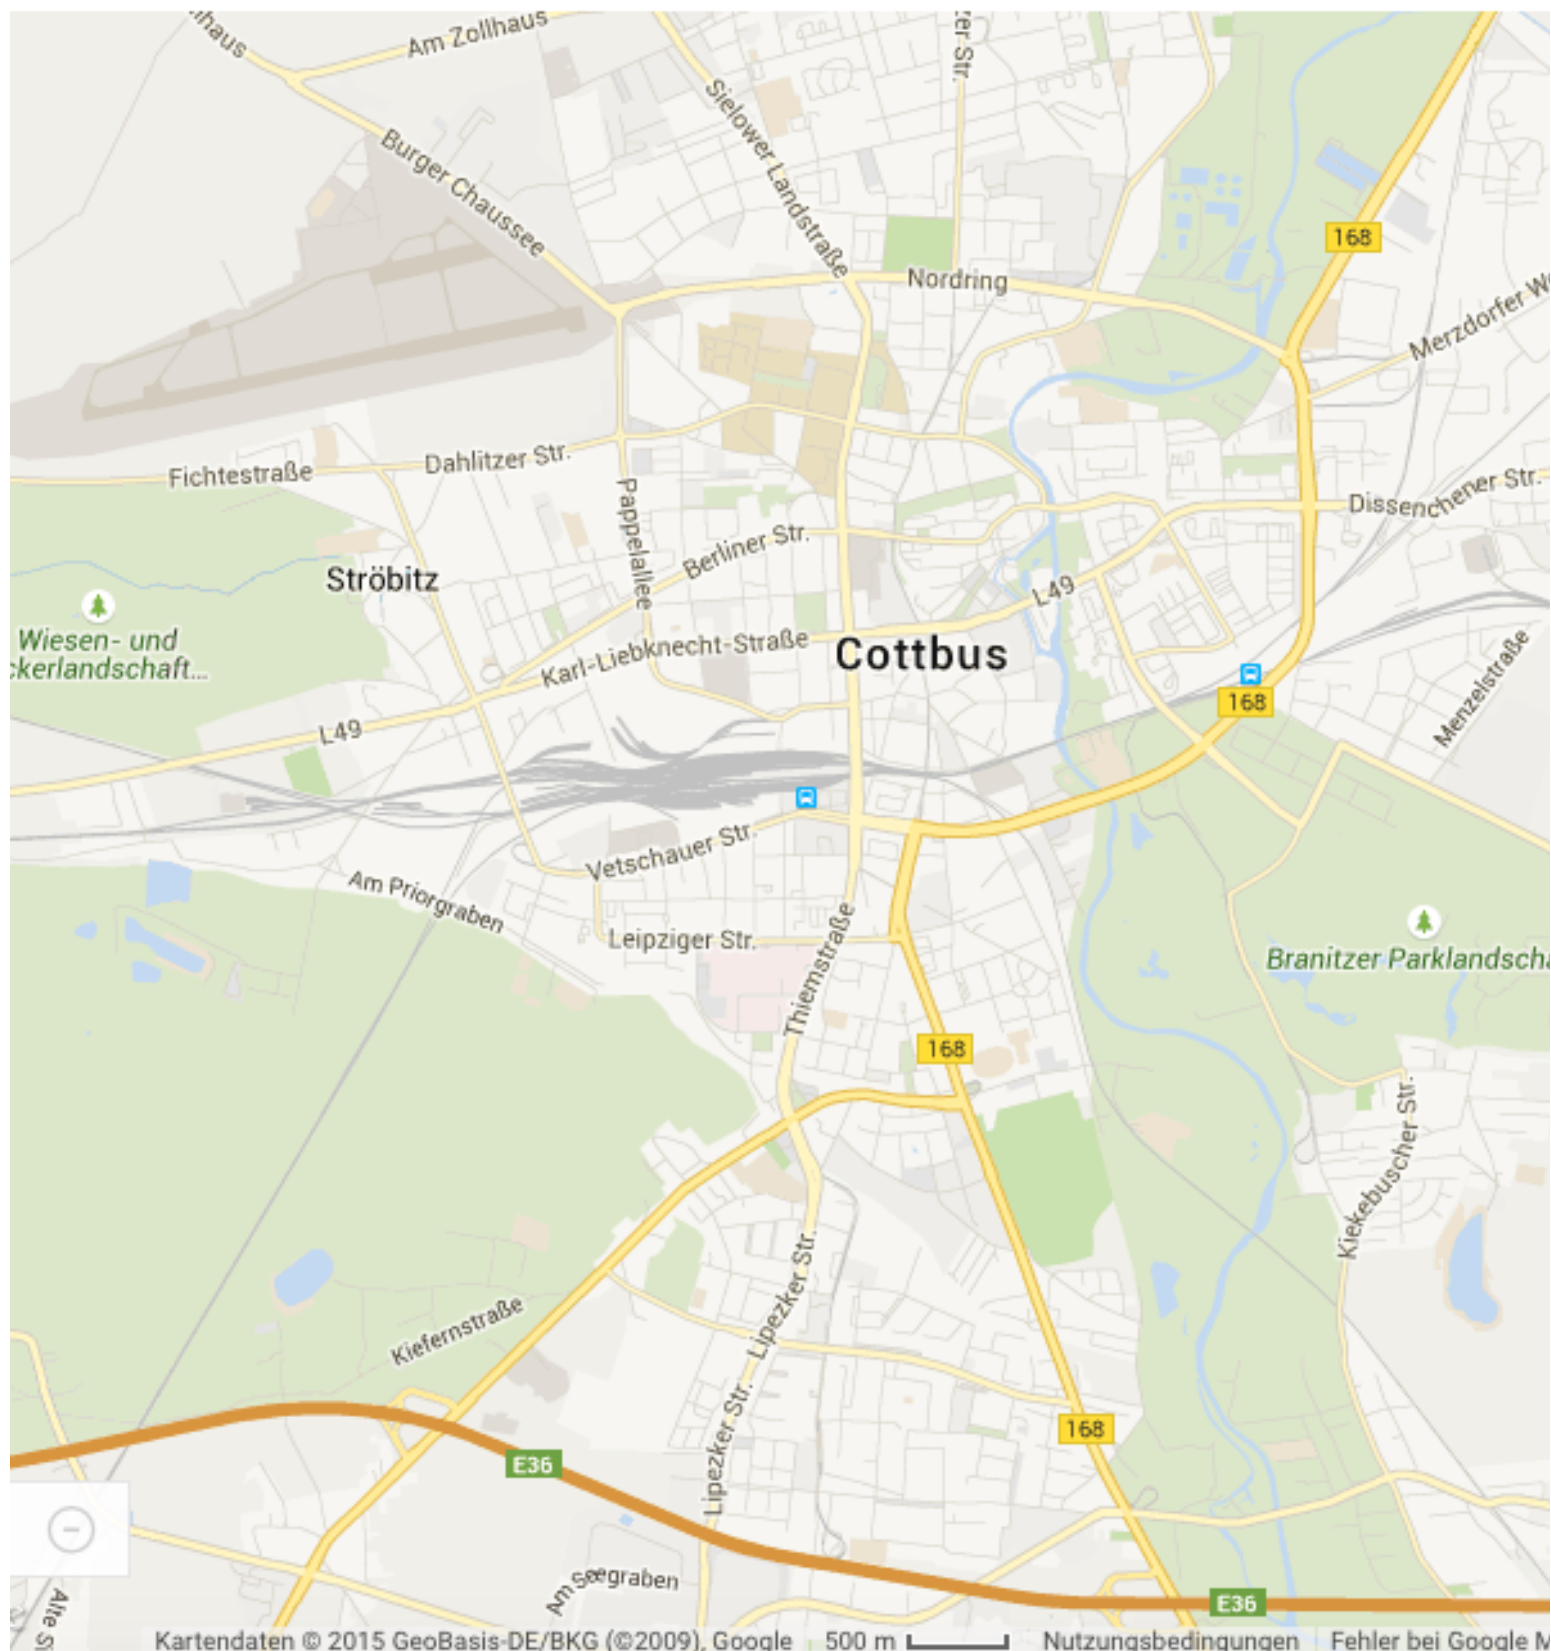 Am Zollhaus
Burger Chaussee
Sielower Landstraße
168
Nordring
Merzdorfer
Fichtestraße
Dahlitzer Str.
Pappelallee
Berliner Str.
Dissenchener Str.
Ströbitz
L49
Wiesen- und
ckerlandschaft...
Karl-Liebknecht-Straße
Cottbus
Menzelstraße
168
L49
Vetschauer Str.
Am Priorgraben
Leipziger Str.
Thiemstraße
Branitzer Parklandscha
168
Kiekebuscher Str.
Kiefernstraße
Lipezker Str.
Lipezker Str.
168
E36
Am Seegraben
E36
Alte S
Kartendaten © 2015 GeoBasis-DE/BKG (©2009), Google 500 m Nutzungsbedingungen Fehler bei Google M